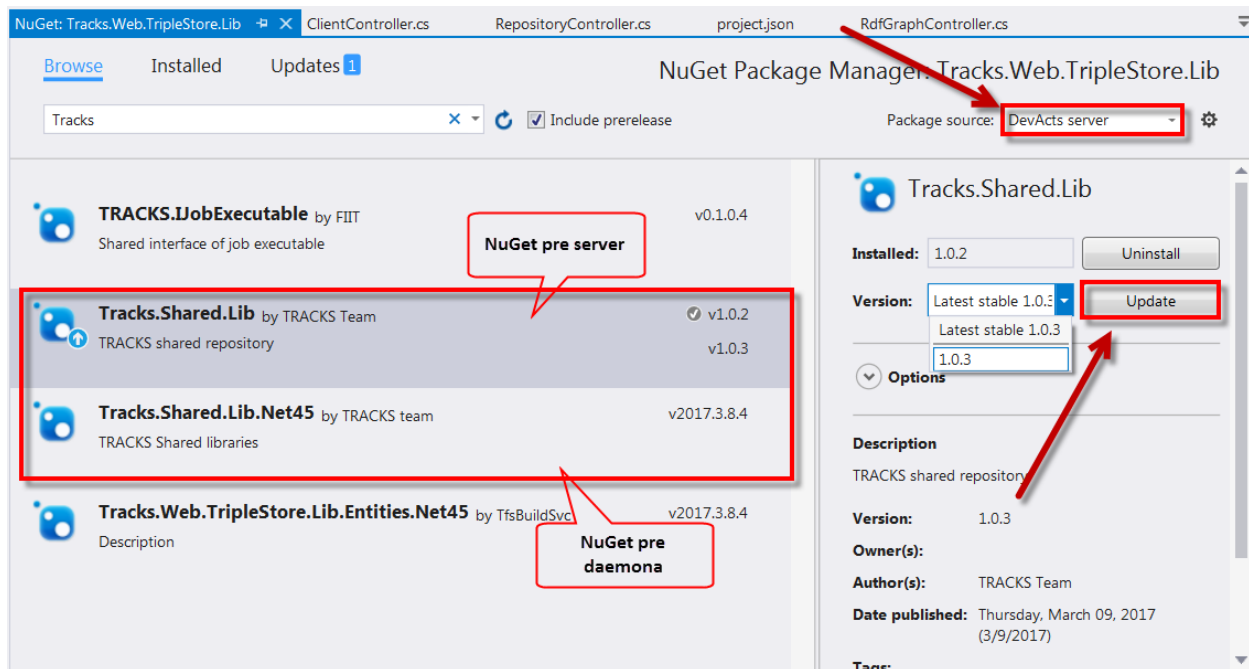 NuGet: Tracks.Web.TripleStore.Lib
ClientController.cs
RepositoryController.cs
project.json
RdfGraphController.cs
Browse
Installed
Updates 1
NuGet Package Manager: Tracks.Web.TripleStore.Lib
Tracks
Include prerelease
Package source: DevActs server
TRACKS.IJobExecutable by FIIT
v0.1.0.4
Shared interface of job executable
NuGet pre server
Tracks.Shared.Lib by TRACKS Team
v1.0.2
TRACKS shared repository
v1.0.3
Tracks.Shared.Lib.Net45 by TRACKS team
v2017.3.8.4
TRACKS Shared libraries
Tracks.Web.TripleStore.Lib.Entities.Net45 by TfsBuildSvc
v2017.3.8.4
Description
NuGet pre
daemona
Tracks.Shared.Lib
Installed: 1.0.2
Uninstall
Version: Latest stable 1.0.3
Update
Latest stable 1.0.3
1.0.3
Options
Description
TRACKS shared repository
Version: 1.0.3
Owner(s):
Author(s): TRACKS Team
Date published: Thursday, March 09, 2017
(3/9/2017)
Tags: